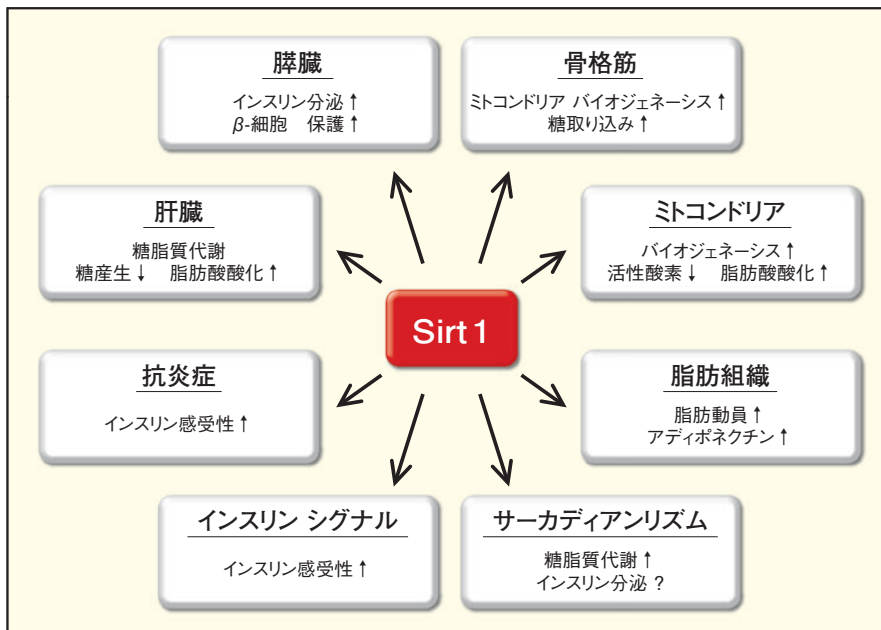 膵臓
インスリン分泌↑
β-細胞 保護↑
骨格筋
ミトコンドリア バイオジェネーシス↑
糖取り込み↑
肝臓
糖脂質代謝
糖産生↓ 脂肪酸酸化↑
ミトコンドリア
バイオジェネーシス↑
活性酸素↓ 脂肪酸酸化↑
Sirt 1
抗炎症
インスリン感受性↑
脂肪組織
脂肪動員↑
アディポネクチン↑
インスリン シグナル
インスリン感受性↑
サーカディアンリズム
糖脂質代謝↑
インスリン分泌 ?